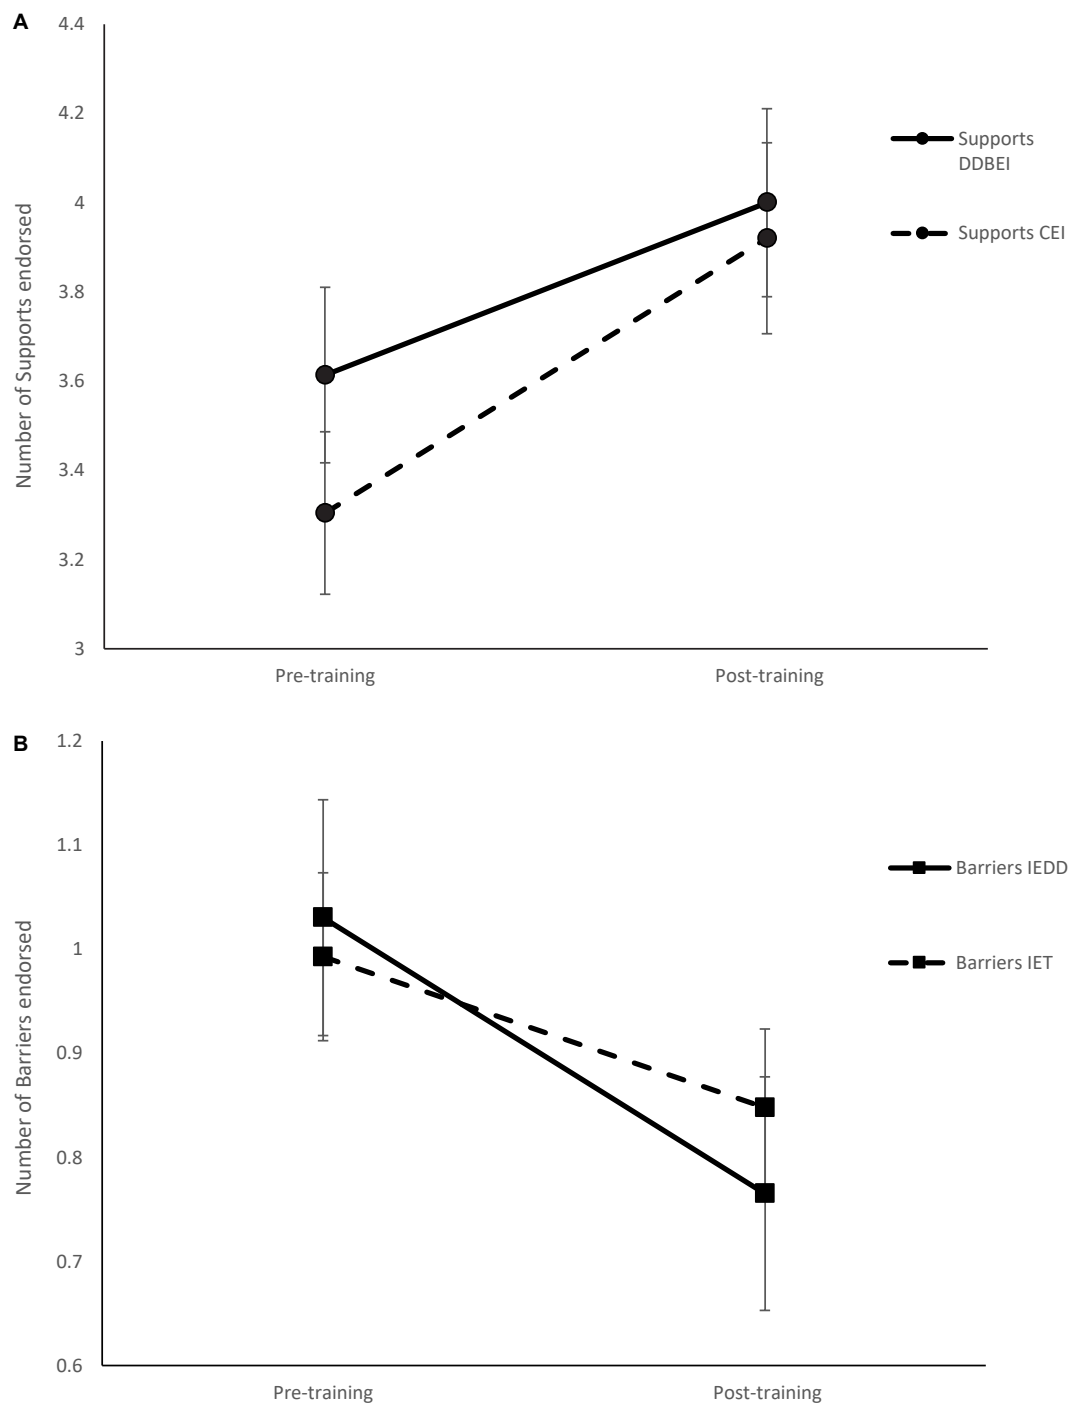 A
4.4
4.2
4
3.8
3.6
3.4
3.2
3
Number of Supports endorsed
Pre-training
Post-training
Supports
DDBEI
Supports CEI
B
1.2
1.1
1
0.9
0.8
0.7
0.6
Number of Barriers endorsed
Pre-training
Post-training
Barriers IEDD
Barriers IET